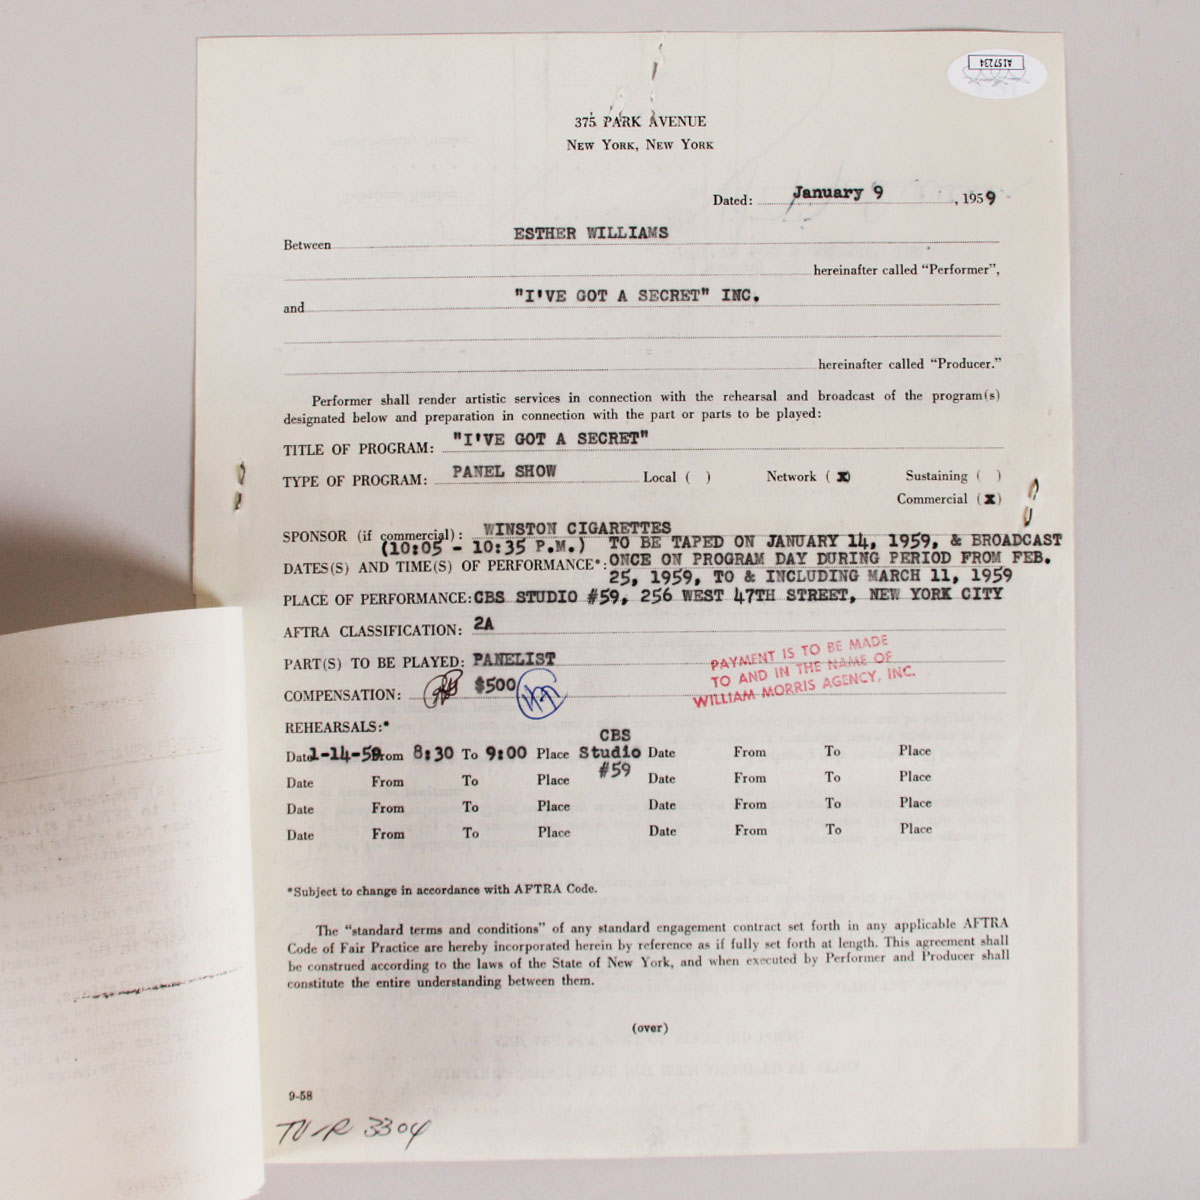 A157234
375 PARK AVENUE
NEW YORK, NEW YORK
Dated: January 9, 1959
Between ESTHER WILLIAMS
hereinafter called "Performer",
and "I'VE GOT A SECRET" INC.
hereinafter called "Producer."
Performer shall render artistic services in connection with the rehearsal and broadcast of the program(s)
designated below and preparation in connection with the part or parts to be played:
TITLE OF PROGRAM: "I'VE GOT A SECRET"
TYPE OF PROGRAM: PANEL SHOW Local ( ) Network (X) Sustaining ( )
Commercial (X)
SPONSOR (if commercial): WINSTON CIGARETTES
(10:05 - 10:35 P.M.) TO BE TAPED ON JANUARY 14, 1959, & BROADCAST
DATES(S) AND TIME(S) OF PERFORMANCE*: ONCE ON PROGRAM DAY DURING PERIOD FROM FEB.
25, 1959, TO & INCLUDING MARCH 11, 1959
PLACE OF PERFORMANCE: CBS STUDIO #59, 256 WEST 47TH STREET, NEW YORK CITY
AFTRA CLASSIFICATION: 2A
PART(S) TO BE PLAYED: PANELIST
COMPENSATION: $500
PAYMENT IS TO BE MADE
TO AND IN THE NAME OF
WILLIAM MORRIS AGENCY, INC.
REHEARSALS:*
Date 1-14-59 From 8:30 To 9:00 Place CBS Studio #59 Date From To Place
Date From To Place Date From To Place
Date From To Place Date From To Place
Date From To Place Date From To Place
*Subject to change in accordance with AFTRA Code.
The "standard terms and conditions" of any standard engagement contract set forth in any applicable AFTRA
Code of Fair Practice are hereby incorporated herein by reference as if fully set forth at length. This agreement shall
be construed according to the laws of the State of New York, and when executed by Performer and Producer shall
constitute the entire understanding between them.
(over)
9-58
TV-R 3304